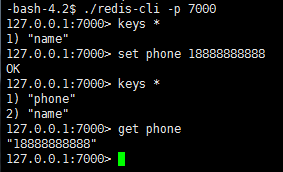 -bash-4.2$ ./redis-cli -p 7000
127.0.0.1:7000> keys *
1) "name"
127.0.0.1:7000> set phone 18888888888
OK
127.0.0.1:7000> keys *
1) "phone"
2) "name"
127.0.0.1:7000> get phone
"18888888888"
127.0.0.1:7000>